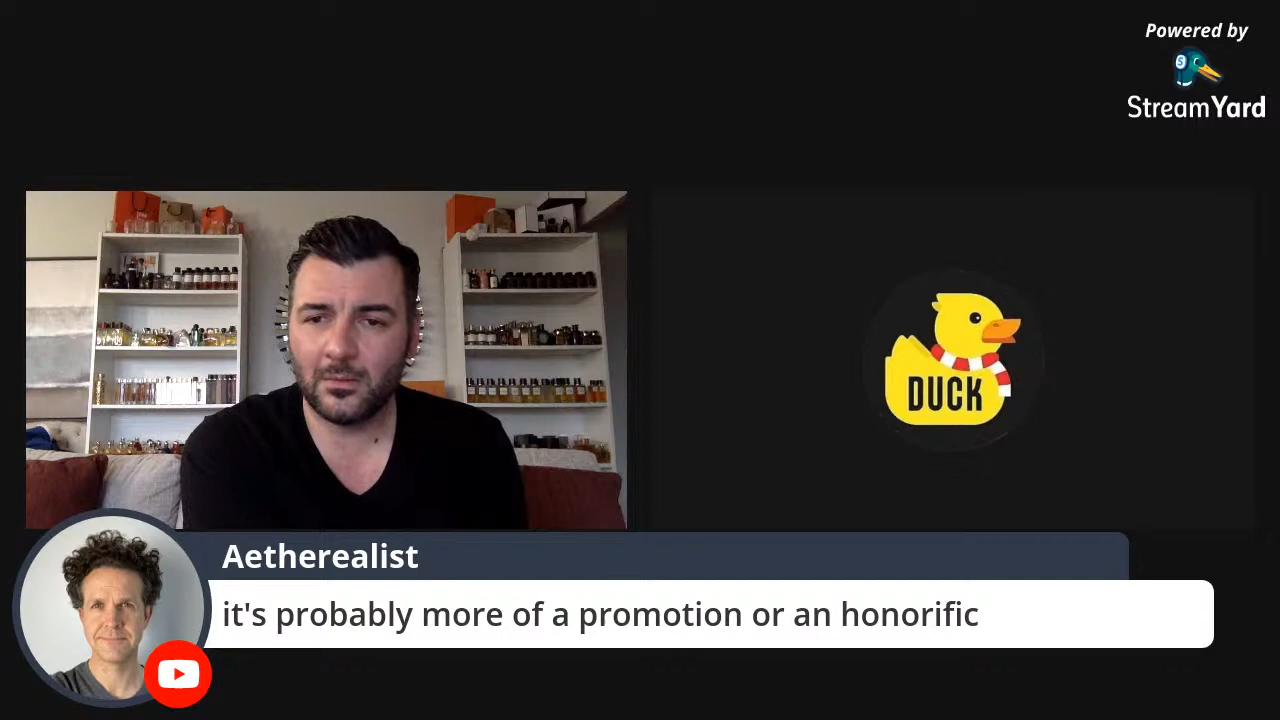 Powered by
S
StreamYard
DUCK
Aetherealist
it's probably more of a promotion or an honorific